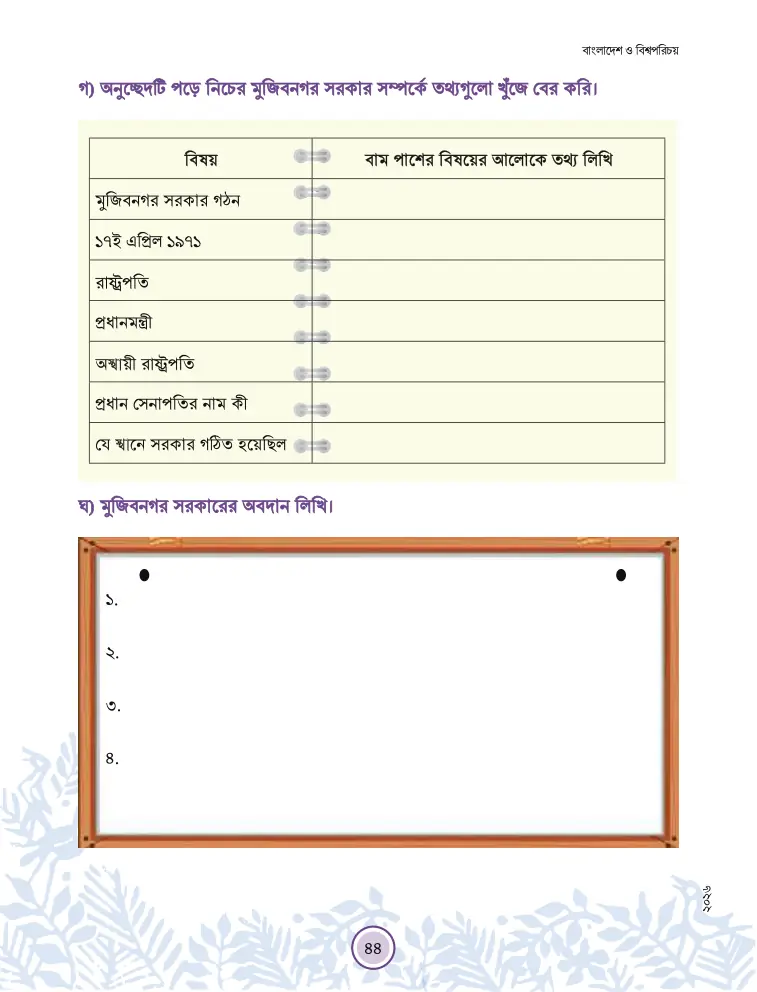 বাংলাদেশ ও বিশ্বপরিচয়
গ) অনুচ্ছেদটি পড়ে নিচের মুজিবনগর সরকার সম্পর্কে তথ্যগুলো খুঁজে বের করি।
বিষয় বাম পাশের বিষয়ের আলোকে তথ্য লিখি
মুজিবনগর সরকার গঠন
১৭ই এপ্রিল ১৯৭১
রাষ্ট্রপতি
প্রধানমন্ত্রী
অস্থায়ী রাষ্ট্রপতি
প্রধান সেনাপতির নাম কী
যে স্থানে সরকার গঠিত হয়েছিল
ঘ) মুজিবনগর সরকারের অবদান লিখি।
১.
২.
৩.
৪.
২০২৬
৪৪